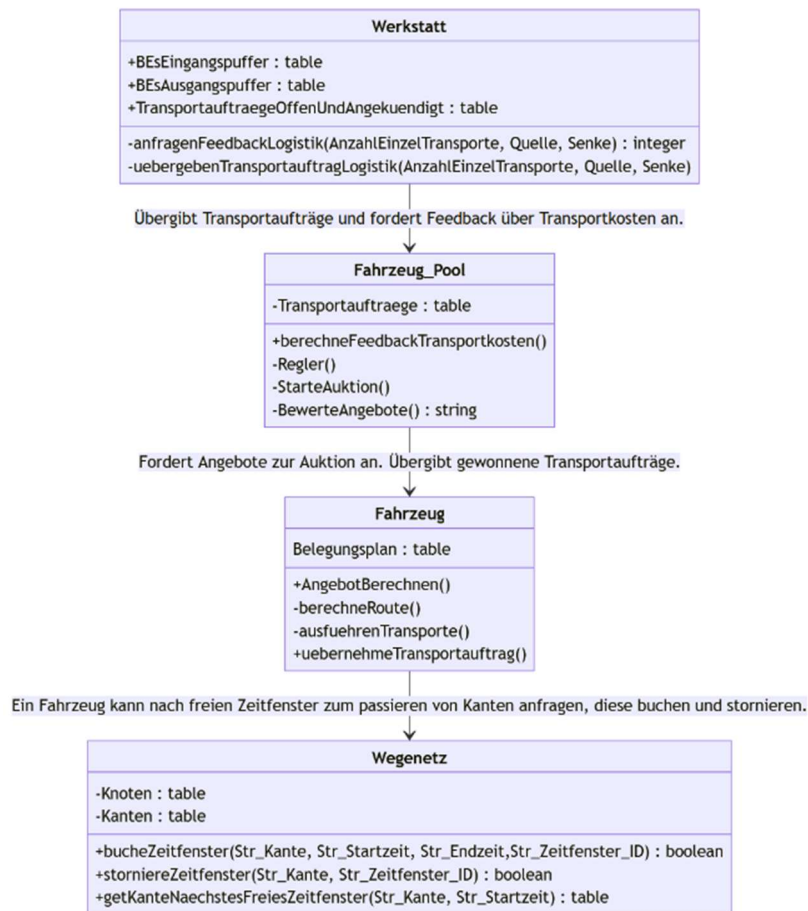 Werkstatt
+BEsEingangspuffer : table
+BEsAusgangspuffer : table
+TransportauftraegeOffenUndAngekuendigt : table
-anfragenFeedbackLogistik(AnzahlEinzelTransporte, Quelle, Senke) : integer
-uebergebenTransportauftragLogistik(AnzahlEinzelTransporte, Quelle, Senke)
Übergibt Transportaufträge und fordert Feedback über Transportkosten an.
Fahrzeug_Pool
-Transportauftraege : table
+berechneFeedbackTransportkosten()
-Regler()
-StarteAuktion()
-BewerteAngebote() : string
Fordert Angebote zur Auktion an. Übergibt gewonnene Transportaufträge.
Fahrzeug
Belegungsplan : table
+AngebotBerechnen()
-berechneRoute()
-ausfuehrenTransporte()
+uebernehmeTransportauftrag()
Ein Fahrzeug kann nach freien Zeitfenster zum passieren von Kanten anfragen, diese buchen und stornieren.
Wegenetz
-Knoten : table
-Kanten : table
+bucheZeitfenster(Str_Kante, Str_Startzeit, Str_Endzeit,Str_Zeitfenster_ID) : boolean
+storniereZeitfenster(Str_Kante, Str_Zeitfenster_ID) : boolean
+getKanteNaechstesFreiesZeitfenster(Str_Kante, Str_Startzeit) : table